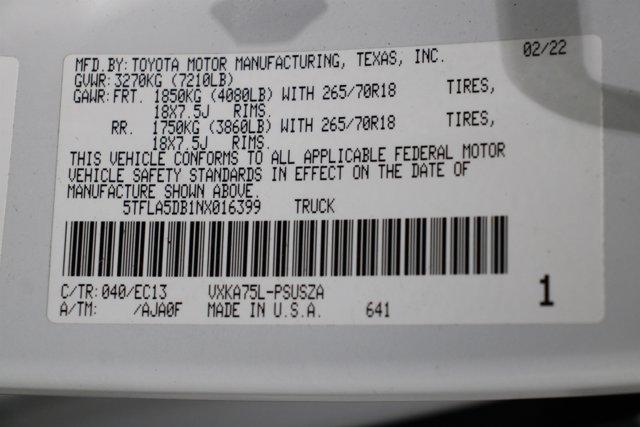 MFD.BY:TOYOTA MOTOR MANUFACTURING, TEXAS, INC. 02/22
GVWR:3270KG (7210LB)
GAWR:FRT. 1850KG (4080LB) WITH 265/70R18 TIRES,
18X7.5J RIMS.
RR. 1750KG (3860LB) WITH 265/70R18 TIRES,
18X7.5J RIMS.
THIS VEHICLE CONFORMS TO ALL APPLICABLE FEDERAL MOTOR
VEHICLE SAFETY STANDARDS IN EFFECT ON THE DATE OF
MANUFACTURE SHOWN ABOVE.
5TFLA5DB1NX016399 TRUCK
C/TR:040/EC13 VXKA75L-PSUSZA 1
A/TM: /AJA0F MADE IN U.S.A. 641